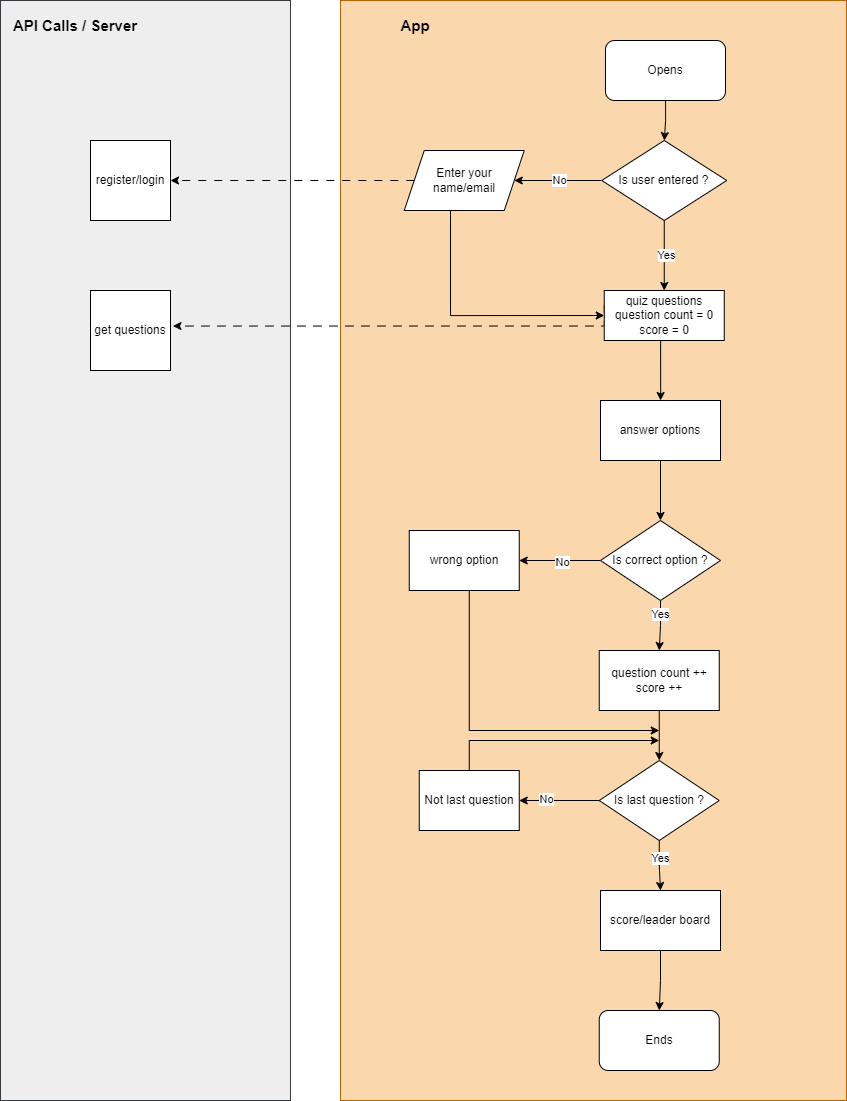 API Calls / Server
App
Opens
register/login
Enter your
name/email
No
Is user entered ?
Yes
get questions
quiz questions
question count = 0
score = 0
answer options
wrong option
No
Is correct option ?
Yes
question count ++
score ++
Not last question
No
Is last question ?
Yes
score/leader board
Ends